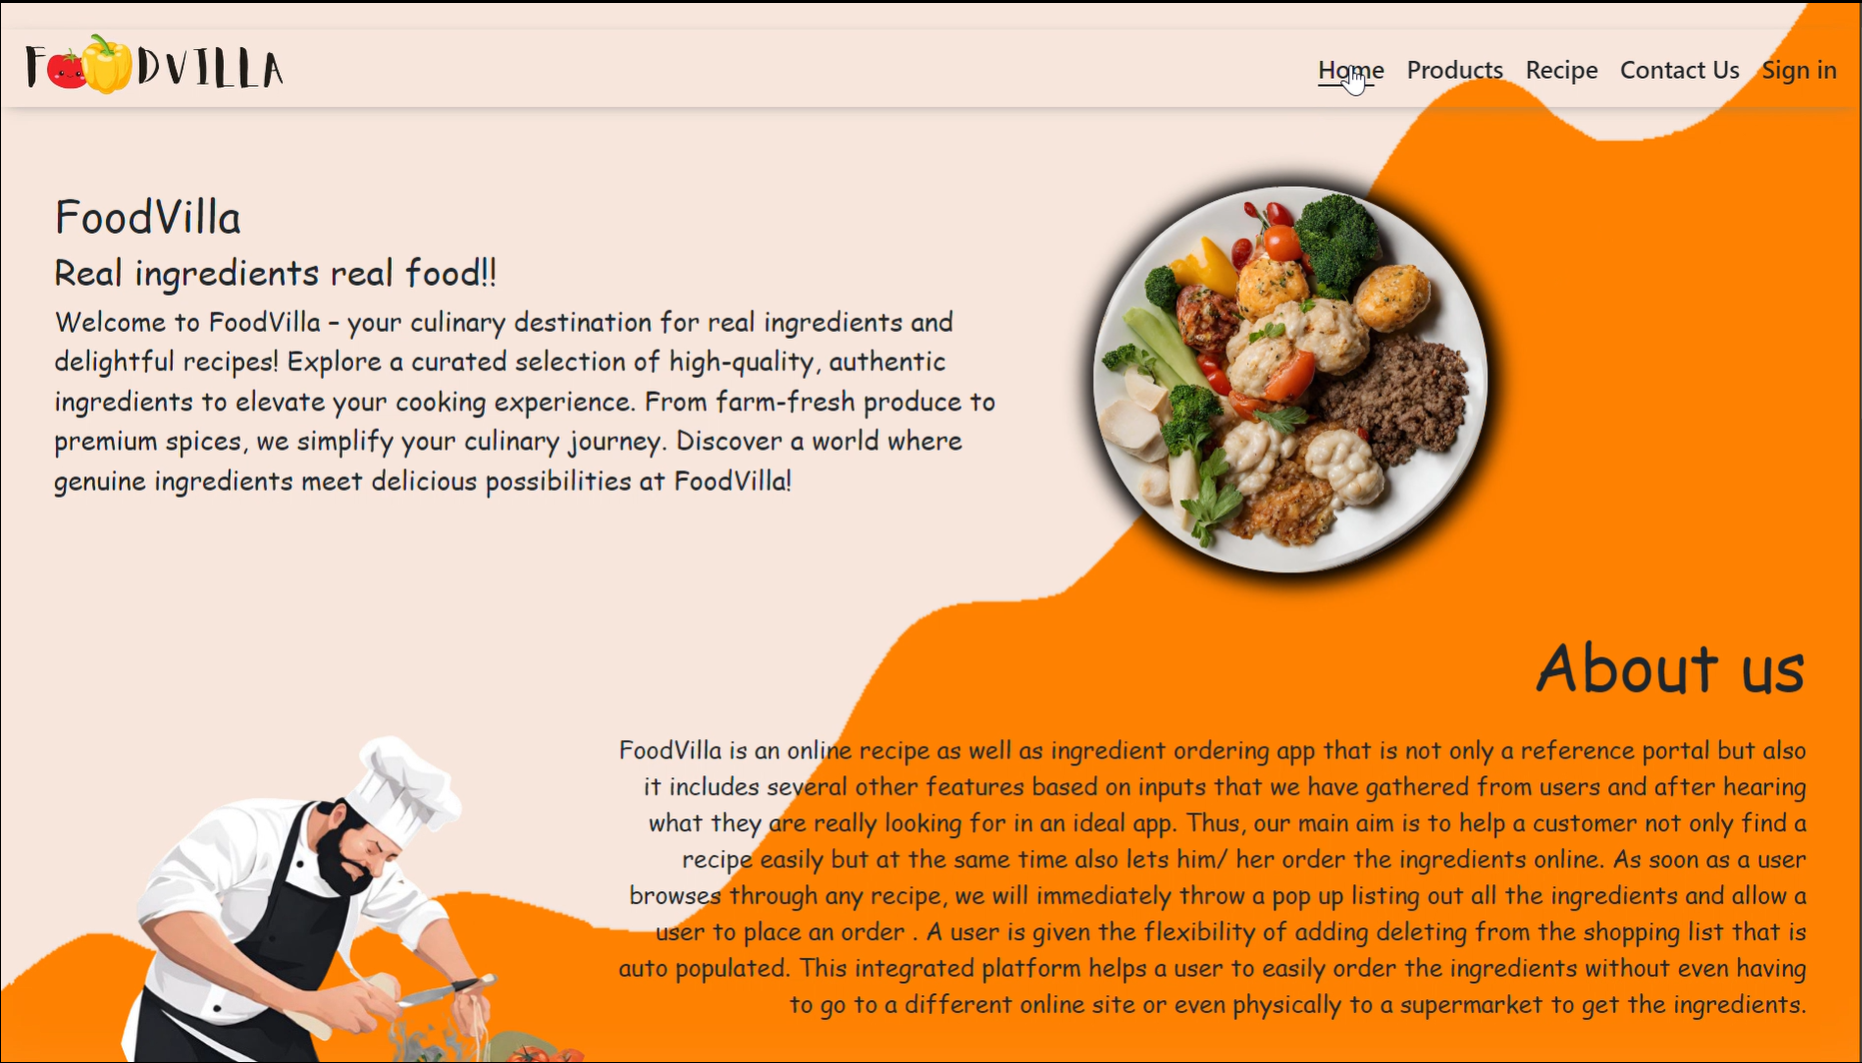 FOODVILLA
Home Products Recipe Contact Us Sign in
FoodVilla
Real ingredients real food!!
Welcome to FoodVilla – your culinary destination for real ingredients and
delightful recipes! Explore a curated selection of high-quality, authentic
ingredients to elevate your cooking experience. From farm-fresh produce to
premium spices, we simplify your culinary journey. Discover a world where
genuine ingredients meet delicious possibilities at FoodVilla!
About us
FoodVilla is an online recipe as well as ingredient ordering app that is not only a reference portal but also
it includes several other features based on inputs that we have gathered from users and after hearing
what they are really looking for in an ideal app. Thus, our main aim is to help a customer not only find a
recipe easily but at the same time also lets him/ her order the ingredients online. As soon as a user
browses through any recipe, we will immediately throw a pop up listing out all the ingredients and allow a
user to place an order . A user is given the flexibility of adding deleting from the shopping list that is
auto populated. This integrated platform helps a user to easily order the ingredients without even having
to go to a different online site or even physically to a supermarket to get the ingredients.